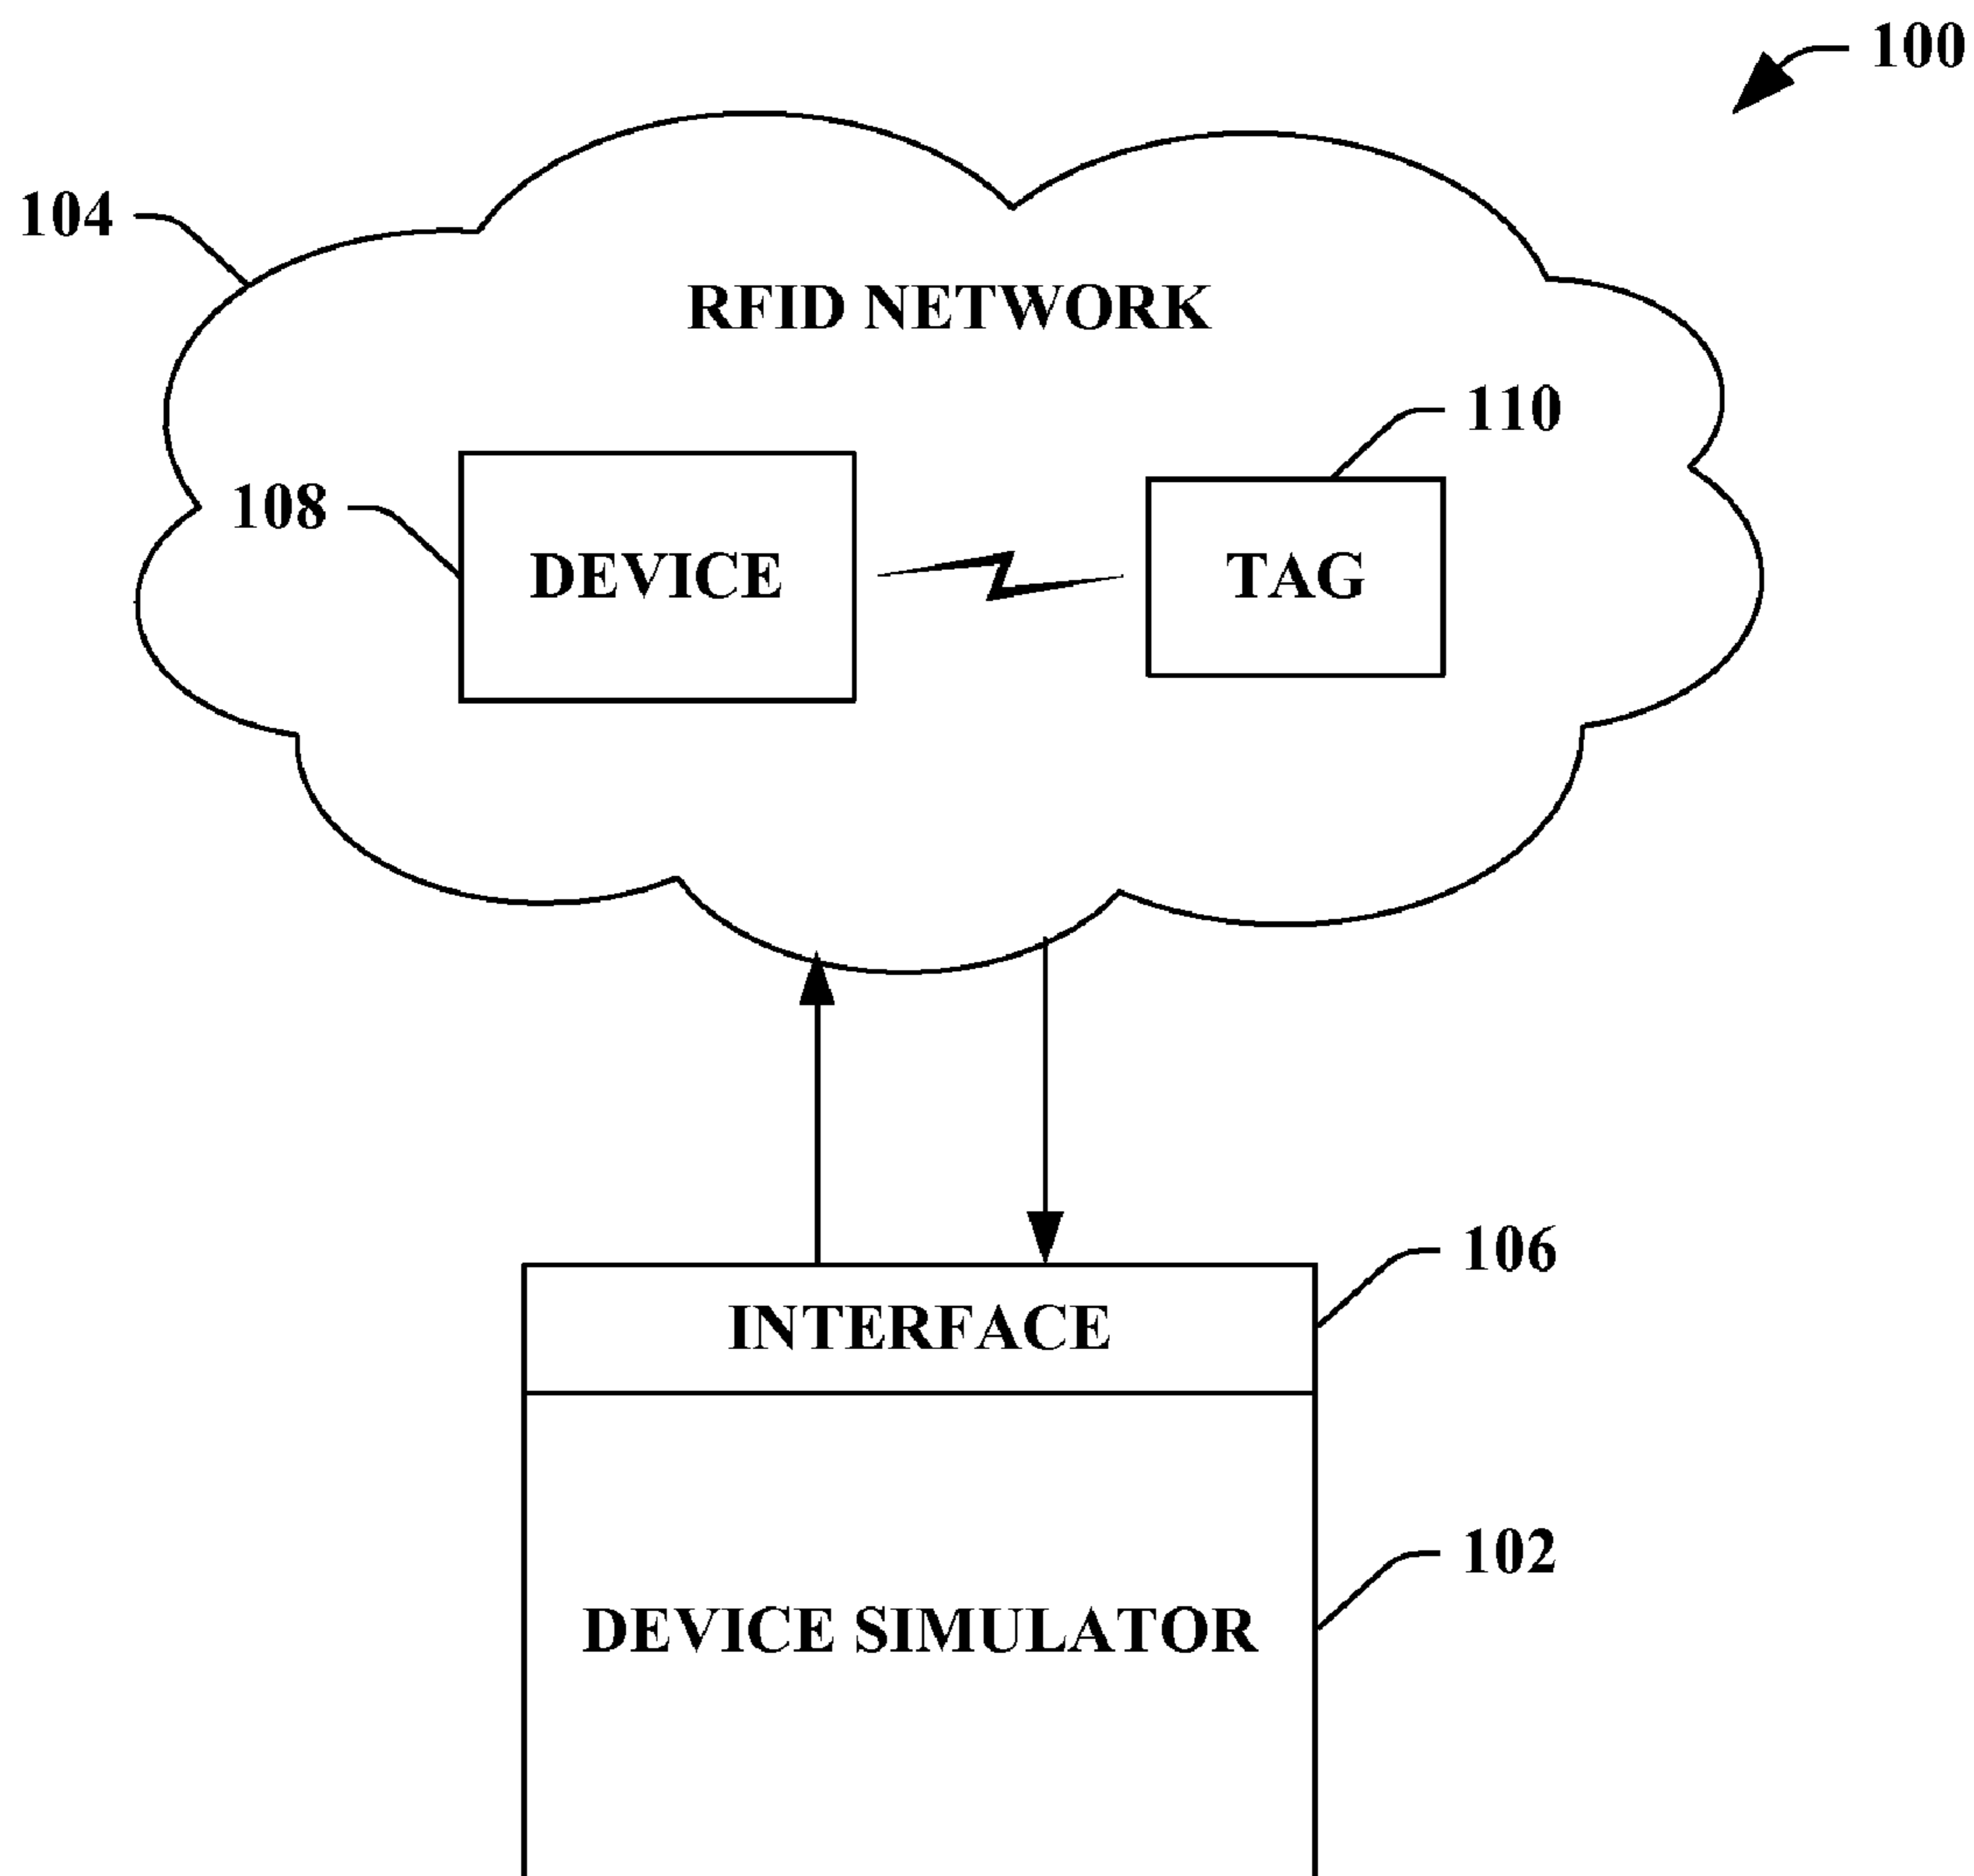 100
104
RFID NETWORK
110
108
DEVICE
TAG
106
INTERFACE
102
DEVICE SIMULATOR